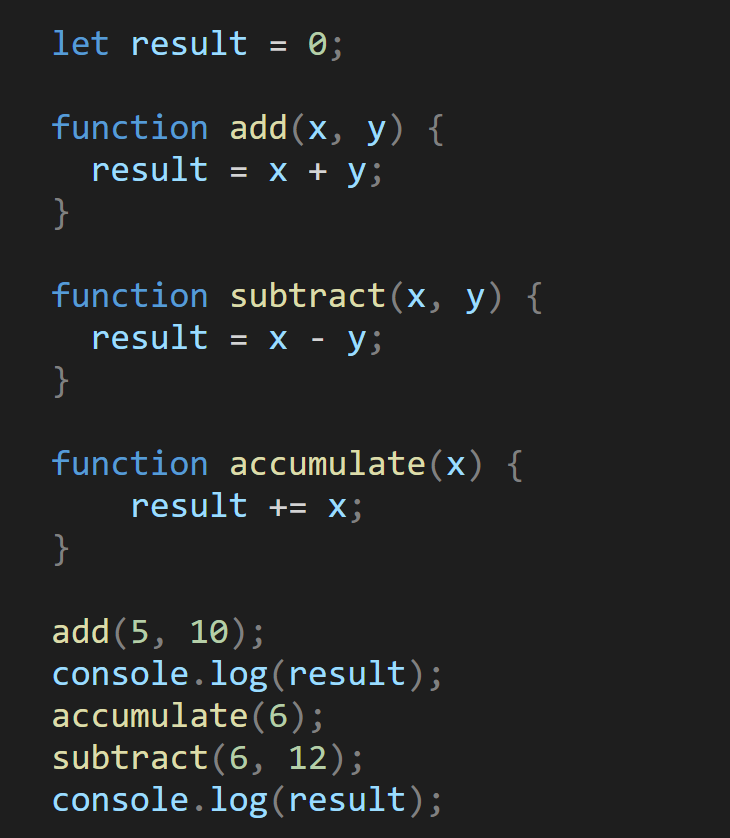 let result = 0;
function add(x, y) {
  result = x + y;
}
function subtract(x, y) {
  result = x - y;
}
function accumulate(x) {
    result += x;
}
add(5, 10);
console.log(result);
accumulate(6);
subtract(6, 12);
console.log(result);